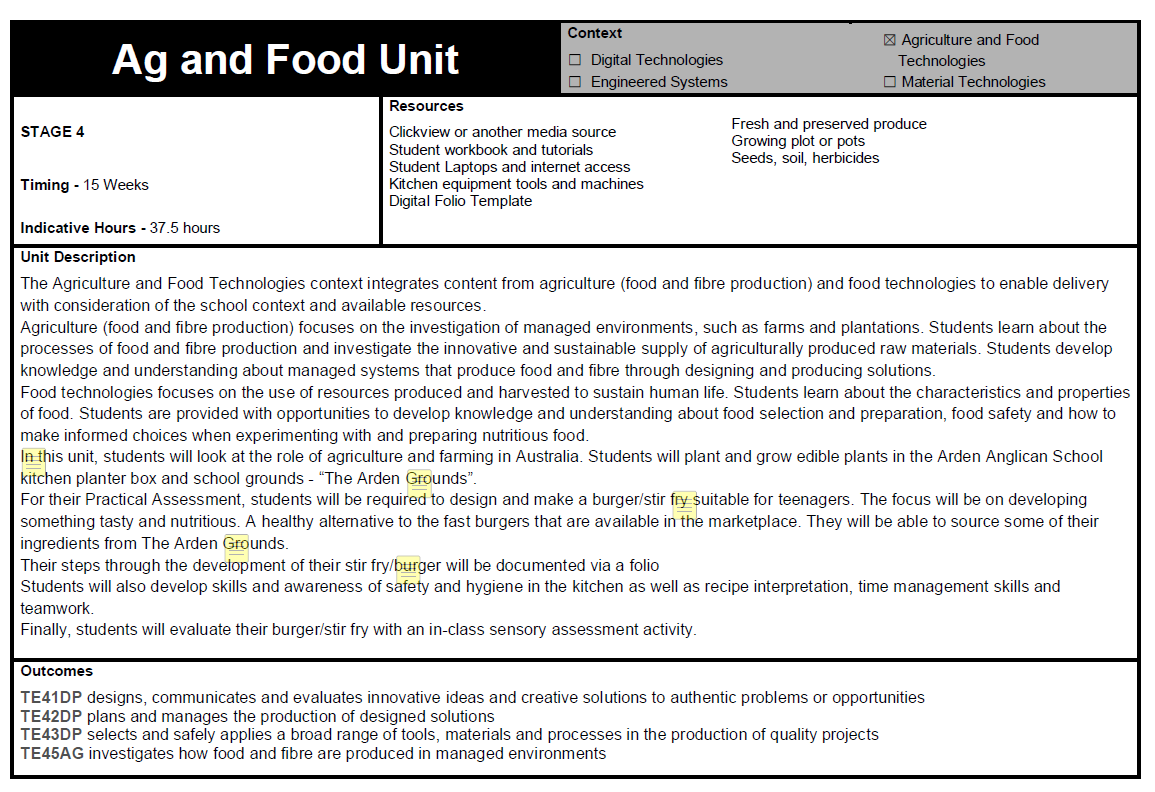 Ag and Food Unit
Context
☐ Digital Technologies
☐ Engineered Systems
☒ Agriculture and Food
Technologies
☐ Material Technologies
STAGE 4
Timing - 15 Weeks
Indicative Hours - 37.5 hours
Resources
Clickview or another media source
Student workbook and tutorials
Student Laptops and internet access
Kitchen equipment tools and machines
Digital Folio Template
Fresh and preserved produce
Growing plot or pots
Seeds, soil, herbicides
Unit Description
The Agriculture and Food Technologies context integrates content from agriculture (food and fibre production) and food technologies to enable delivery
with consideration of the school context and available resources.
Agriculture (food and fibre production) focuses on the investigation of managed environments, such as farms and plantations. Students learn about the
processes of food and fibre production and investigate the innovative and sustainable supply of agriculturally produced raw materials. Students develop
knowledge and understanding about managed systems that produce food and fibre through designing and producing solutions.
Food technologies focuses on the use of resources produced and harvested to sustain human life. Students learn about the characteristics and properties
of food. Students are provided with opportunities to develop knowledge and understanding about food selection and preparation, food safety and how to
make informed choices when experimenting with and preparing nutritious food.
In this unit, students will look at the role of agriculture and farming in Australia. Students will plant and grow edible plants in the Arden Anglican School
kitchen planter box and school grounds - “The Arden Grounds”.
For their Practical Assessment, students will be required to design and make a burger/stir fry suitable for teenagers. The focus will be on developing
something tasty and nutritious. A healthy alternative to the fast burgers that are available in the marketplace. They will be able to source some of their
ingredients from The Arden Grounds.
Their steps through the development of their stir fry/burger will be documented via a folio
Students will also develop skills and awareness of safety and hygiene in the kitchen as well as recipe interpretation, time management skills and
teamwork.
Finally, students will evaluate their burger/stir fry with an in-class sensory assessment activity.
Outcomes
TE41DP designs, communicates and evaluates innovative ideas and creative solutions to authentic problems or opportunities
TE42DP plans and manages the production of designed solutions
TE43DP selects and safely applies a broad range of tools, materials and processes in the production of quality projects
TE45AG investigates how food and fibre are produced in managed environments